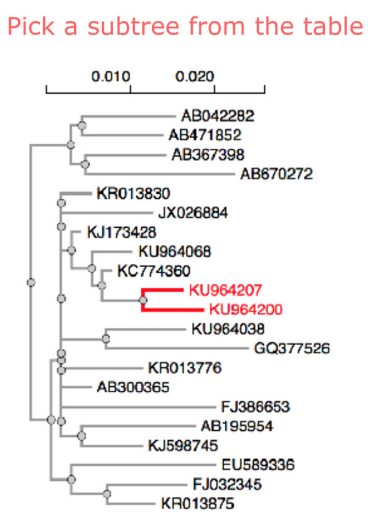 Pick a subtree from the table
0.010 0.020
AB042282
AB471852
AB367398
AB670272
KR013830
JX026884
KJ173428
KU964068
KC774360
KU964207
KU964200
KU964038
GQ377526
KR013776
AB300365
FJ386653
AB195954
KJ598745
EU589336
FJ032345
KR013875